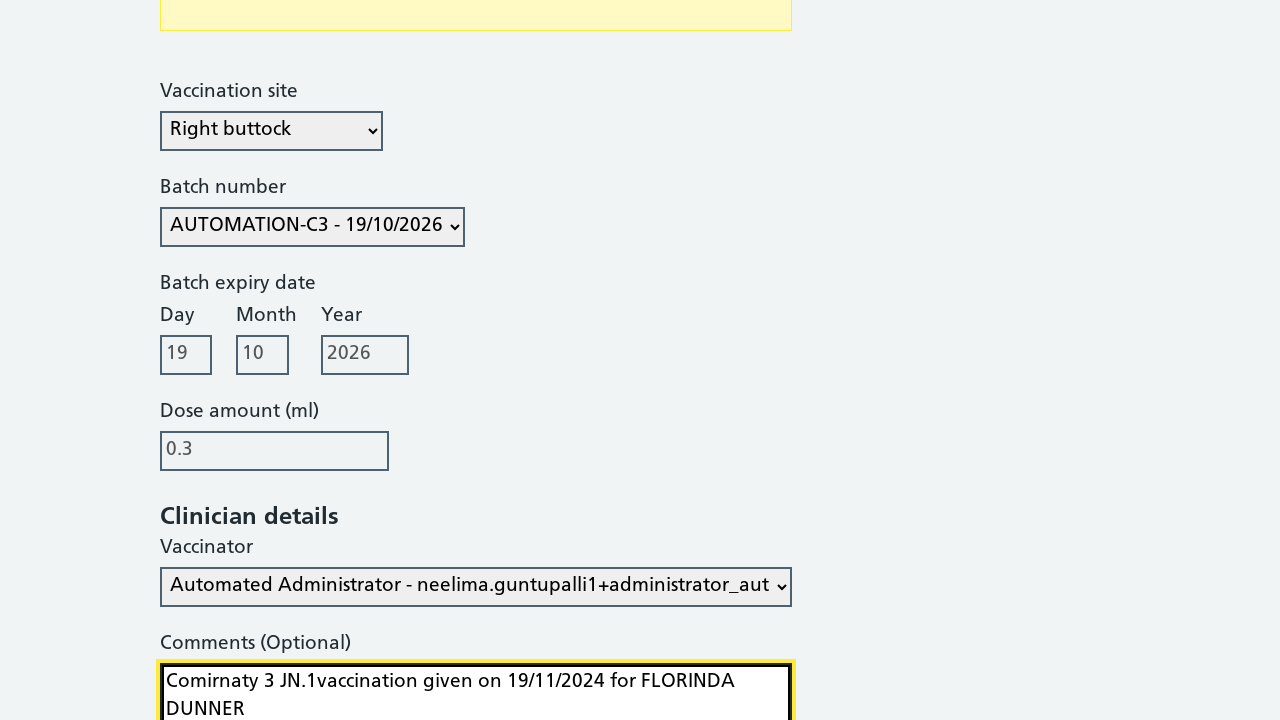 Vaccination site
Right buttock
Batch number
AUTOMATION-C3 - 19/10/2026
Batch expiry date
Day Month Year
19 10 2026
Dose amount (ml)
0.3
Clinician details
Vaccinator
Automated Administrator - neelima.guntupalli1+administrator_aut
Comments (Optional)
Comirnaty 3 JN.1vaccination given on 19/11/2024 for FLORINDA
DUNNER